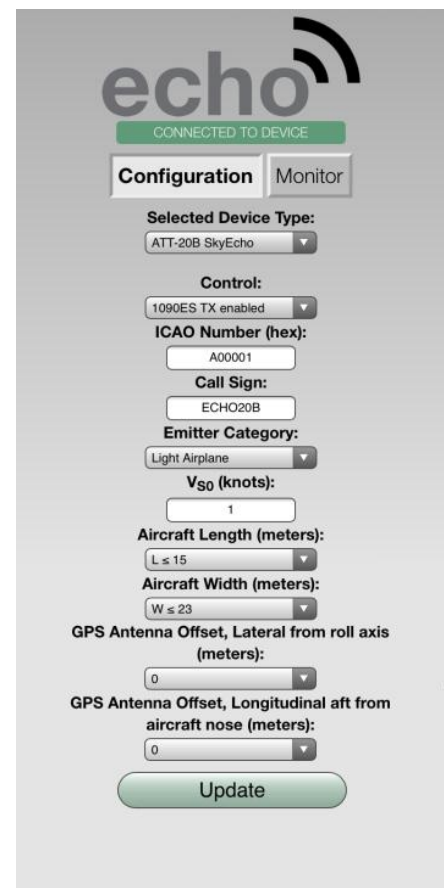 echo
CONNECTED TO DEVICE
Configuration Monitor
Selected Device Type:
ATT-20B SkyEcho
Control:
1090ES TX enabled
ICAO Number (hex):
A00001
Call Sign:
ECHO20B
Emitter Category:
Light Airplane
VS0 (knots):
1
Aircraft Length (meters):
L ≤ 15
Aircraft Width (meters):
W ≤ 23
GPS Antenna Offset, Lateral from roll axis
(meters):
0
GPS Antenna Offset, Longitudinal aft from
aircraft nose (meters):
0
Update